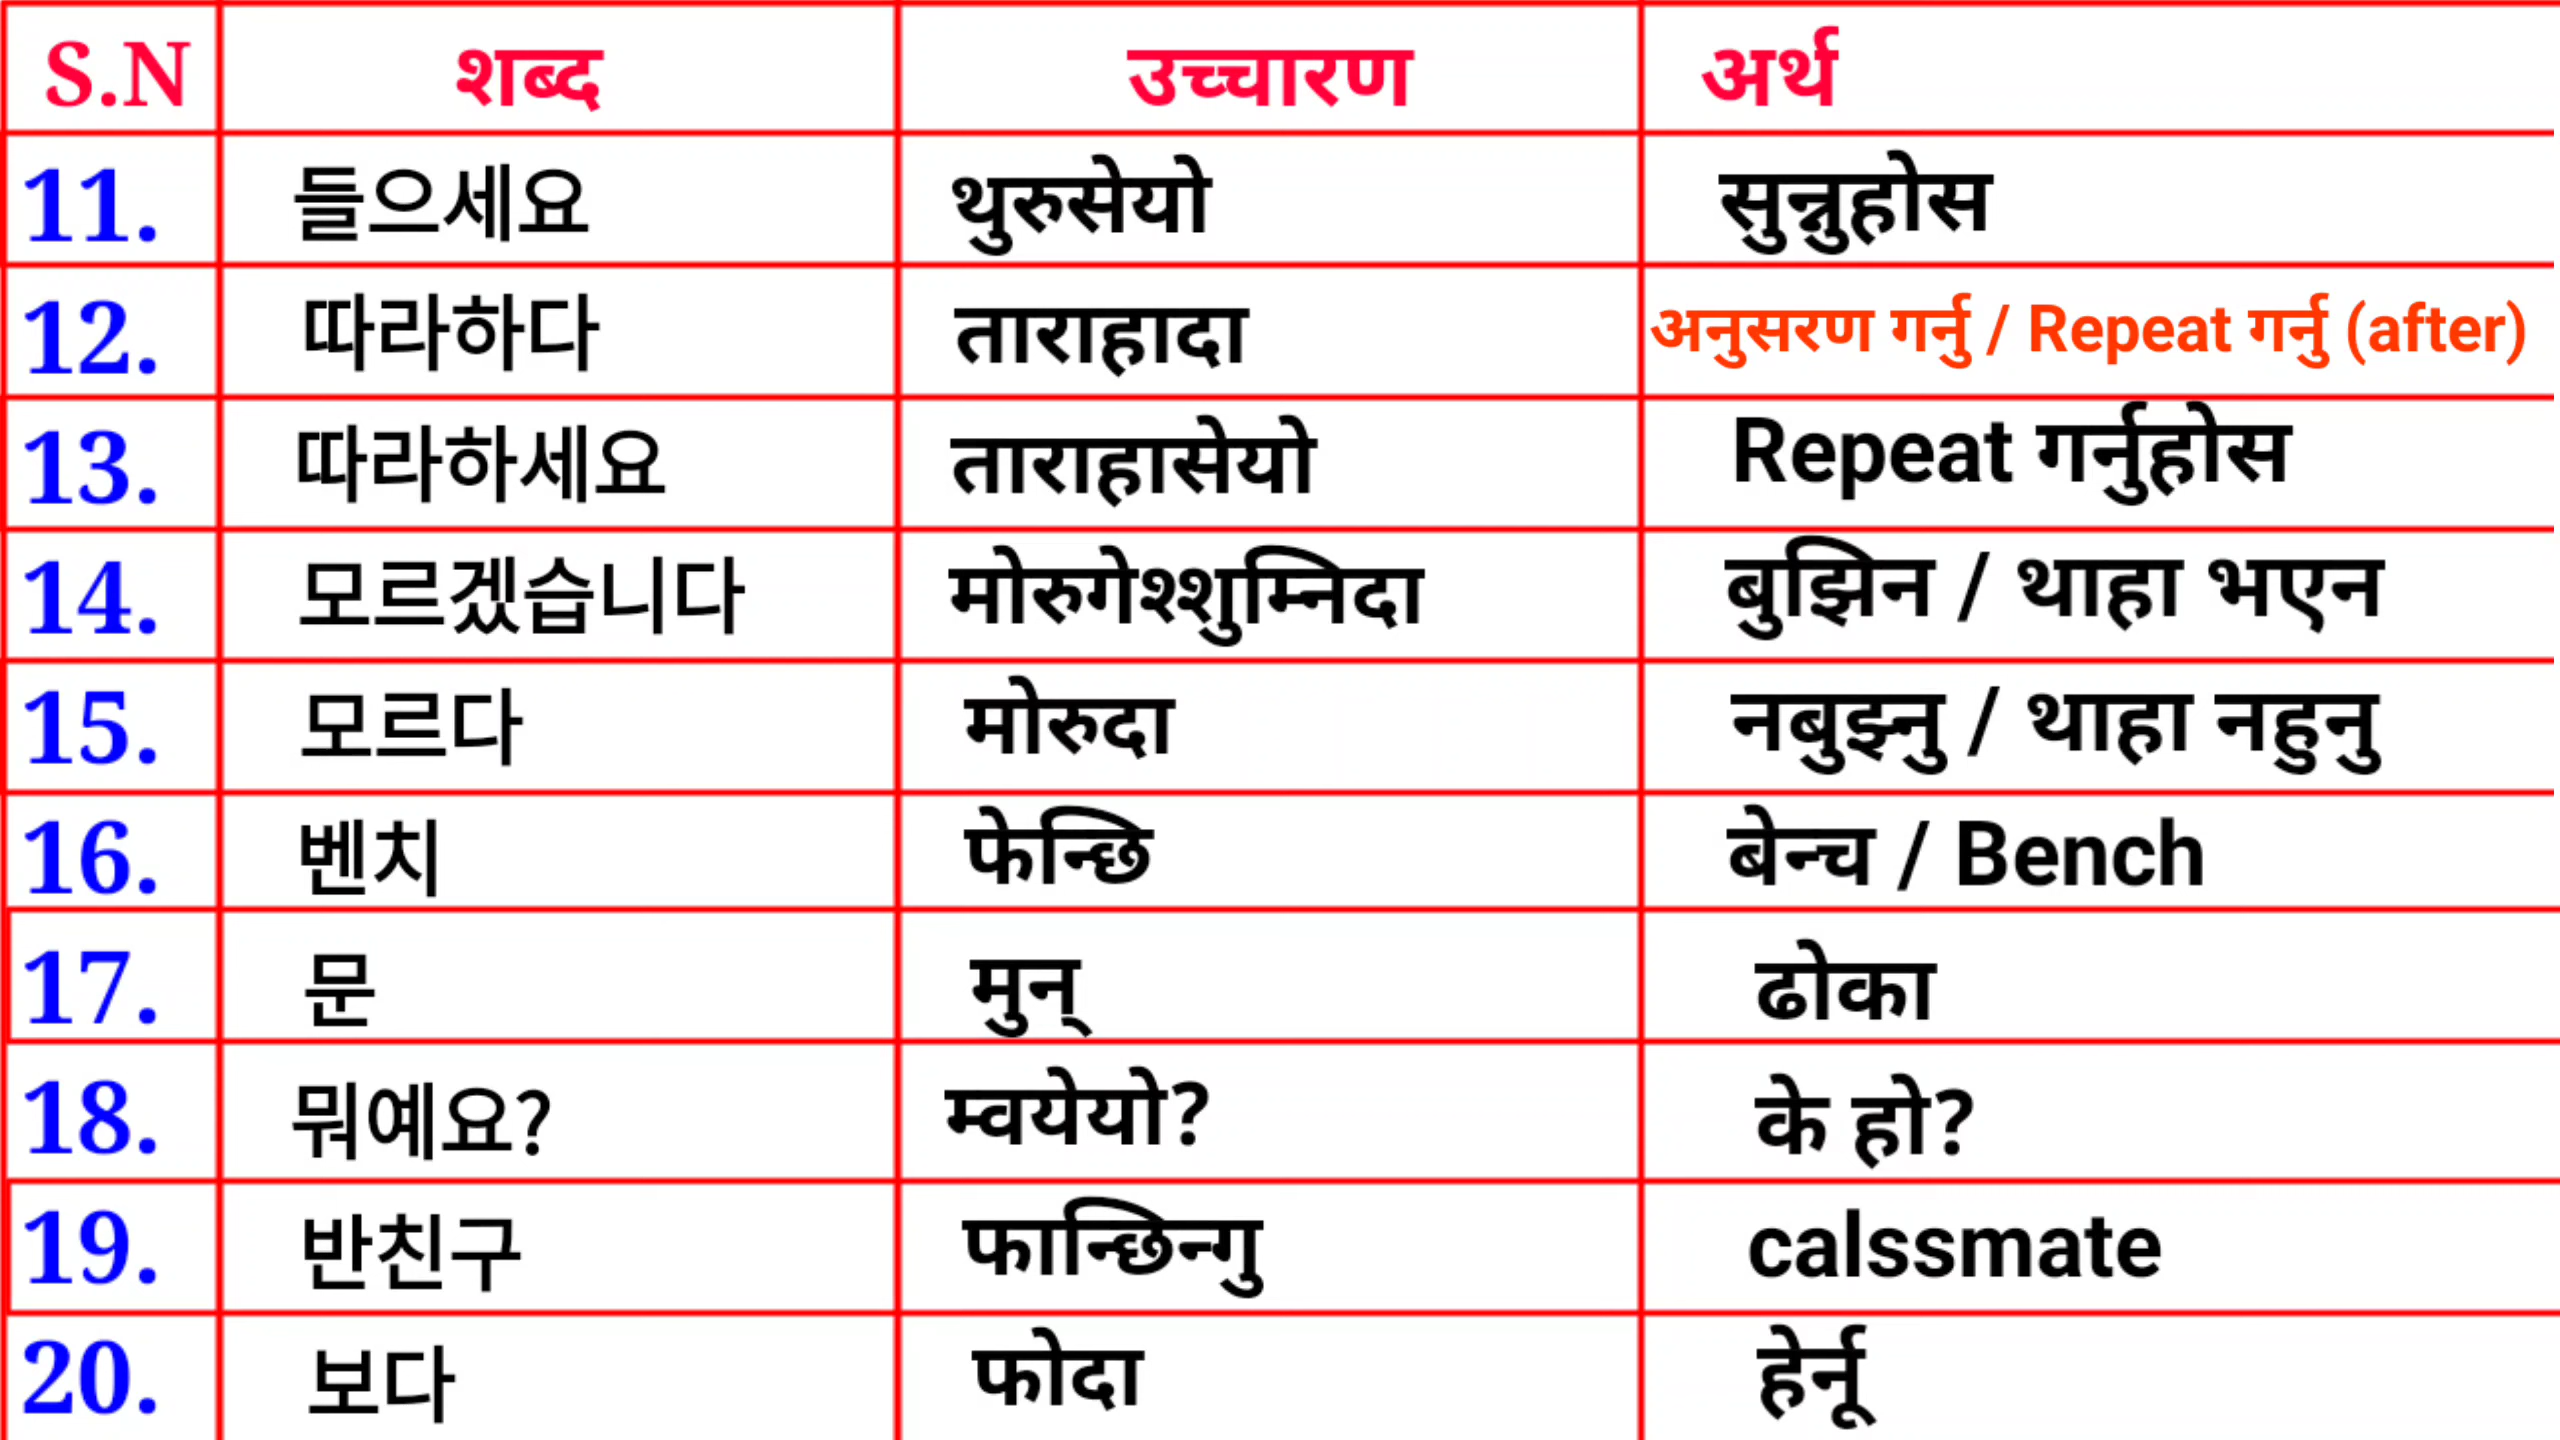 S.N शब्द उच्चारण अर्थ
11. 들으세요 थुरुसेयो सुन्नुहोस
12. 따라하다 ताराहादा अनुसरण गर्नु / Repeat गर्नु (after)
13. 따라하세요 ताराहासेयो Repeat गर्नुहोस
14. 모르겠습니다 मोरुगेश्शुम्निदा बुझिन / थाहा भएन
15. 모르다 मोरुदा नबुझ्नु / थाहा नहुनु
16. 벤치 फेन्छि बेन्च / Bench
17. 문 मुन् ढोका
18. 뭐예요? म्वयेयो? के हो?
19. 반친구 फान्छिन्गु calssmate
20. 보다 फोदा हेर्नू